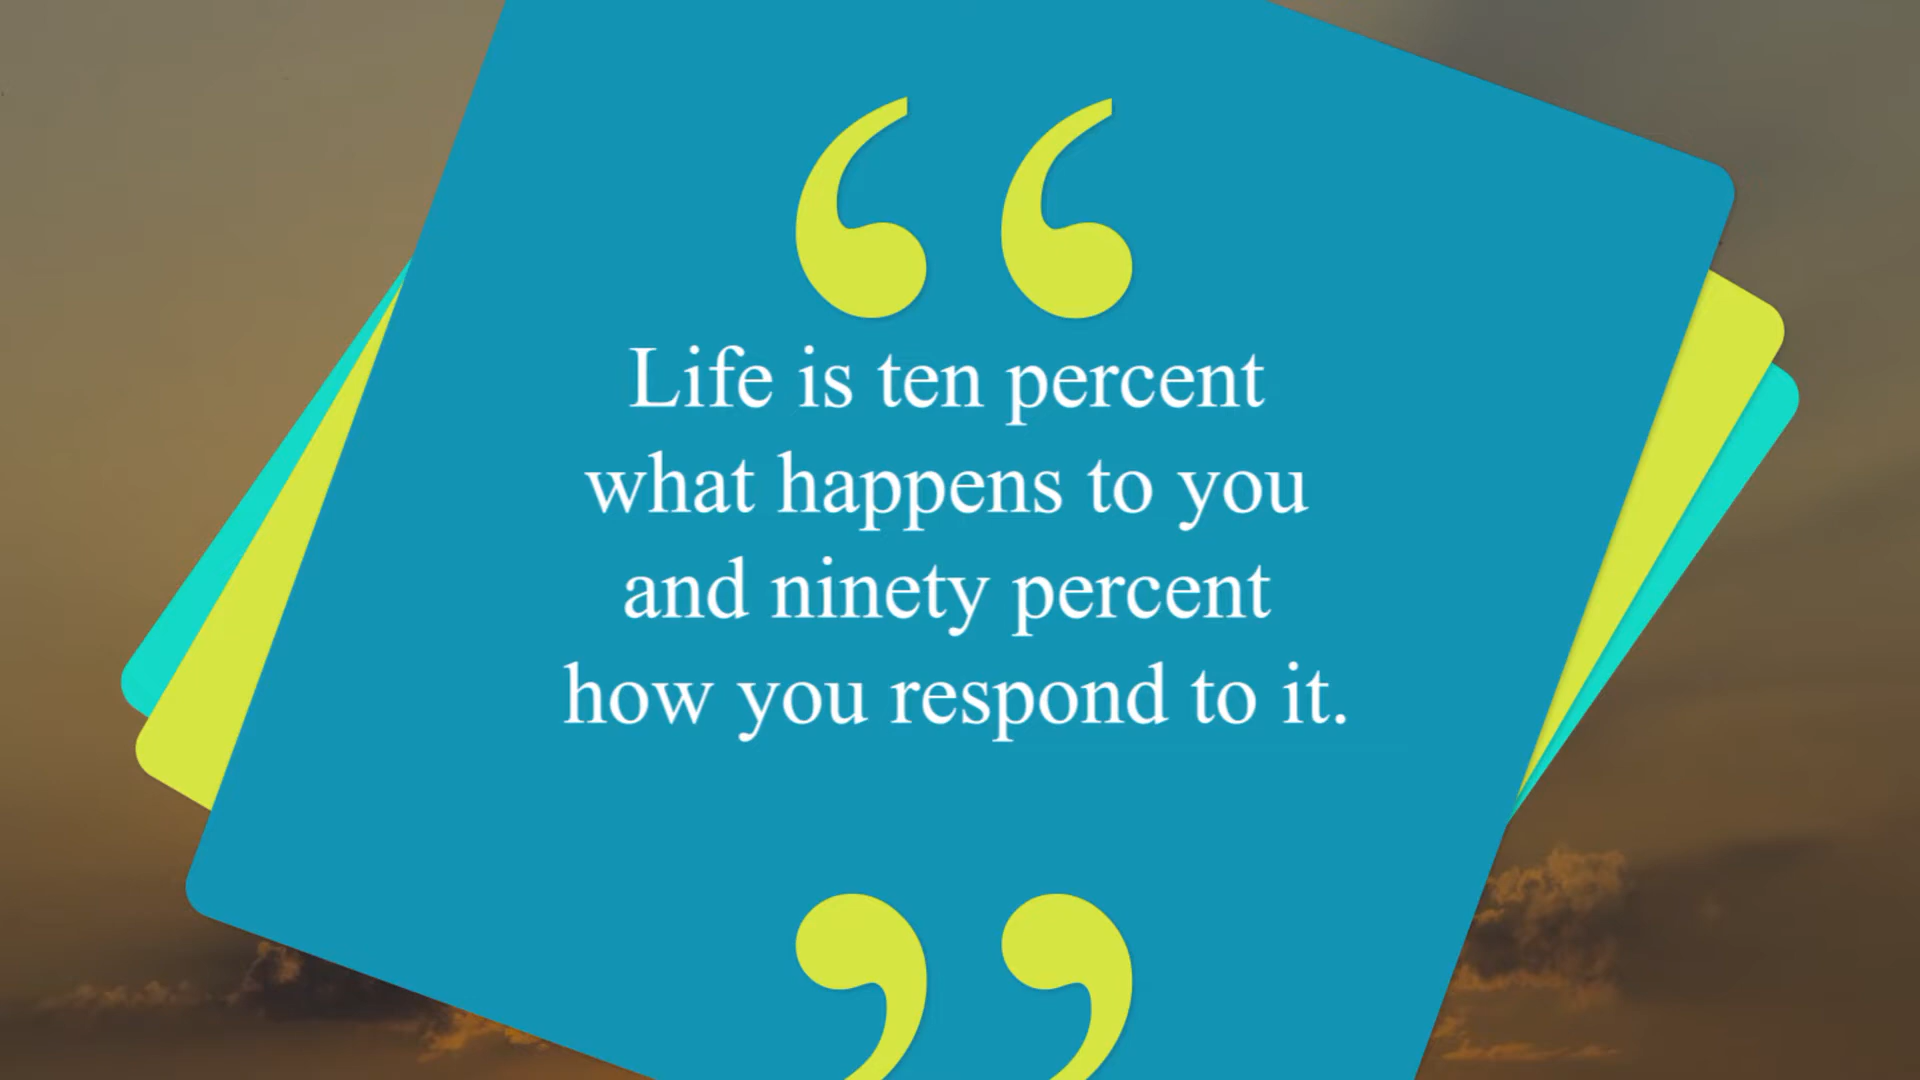 “
Life is ten percent
what happens to you
and ninety percent
how you respond to it.
”